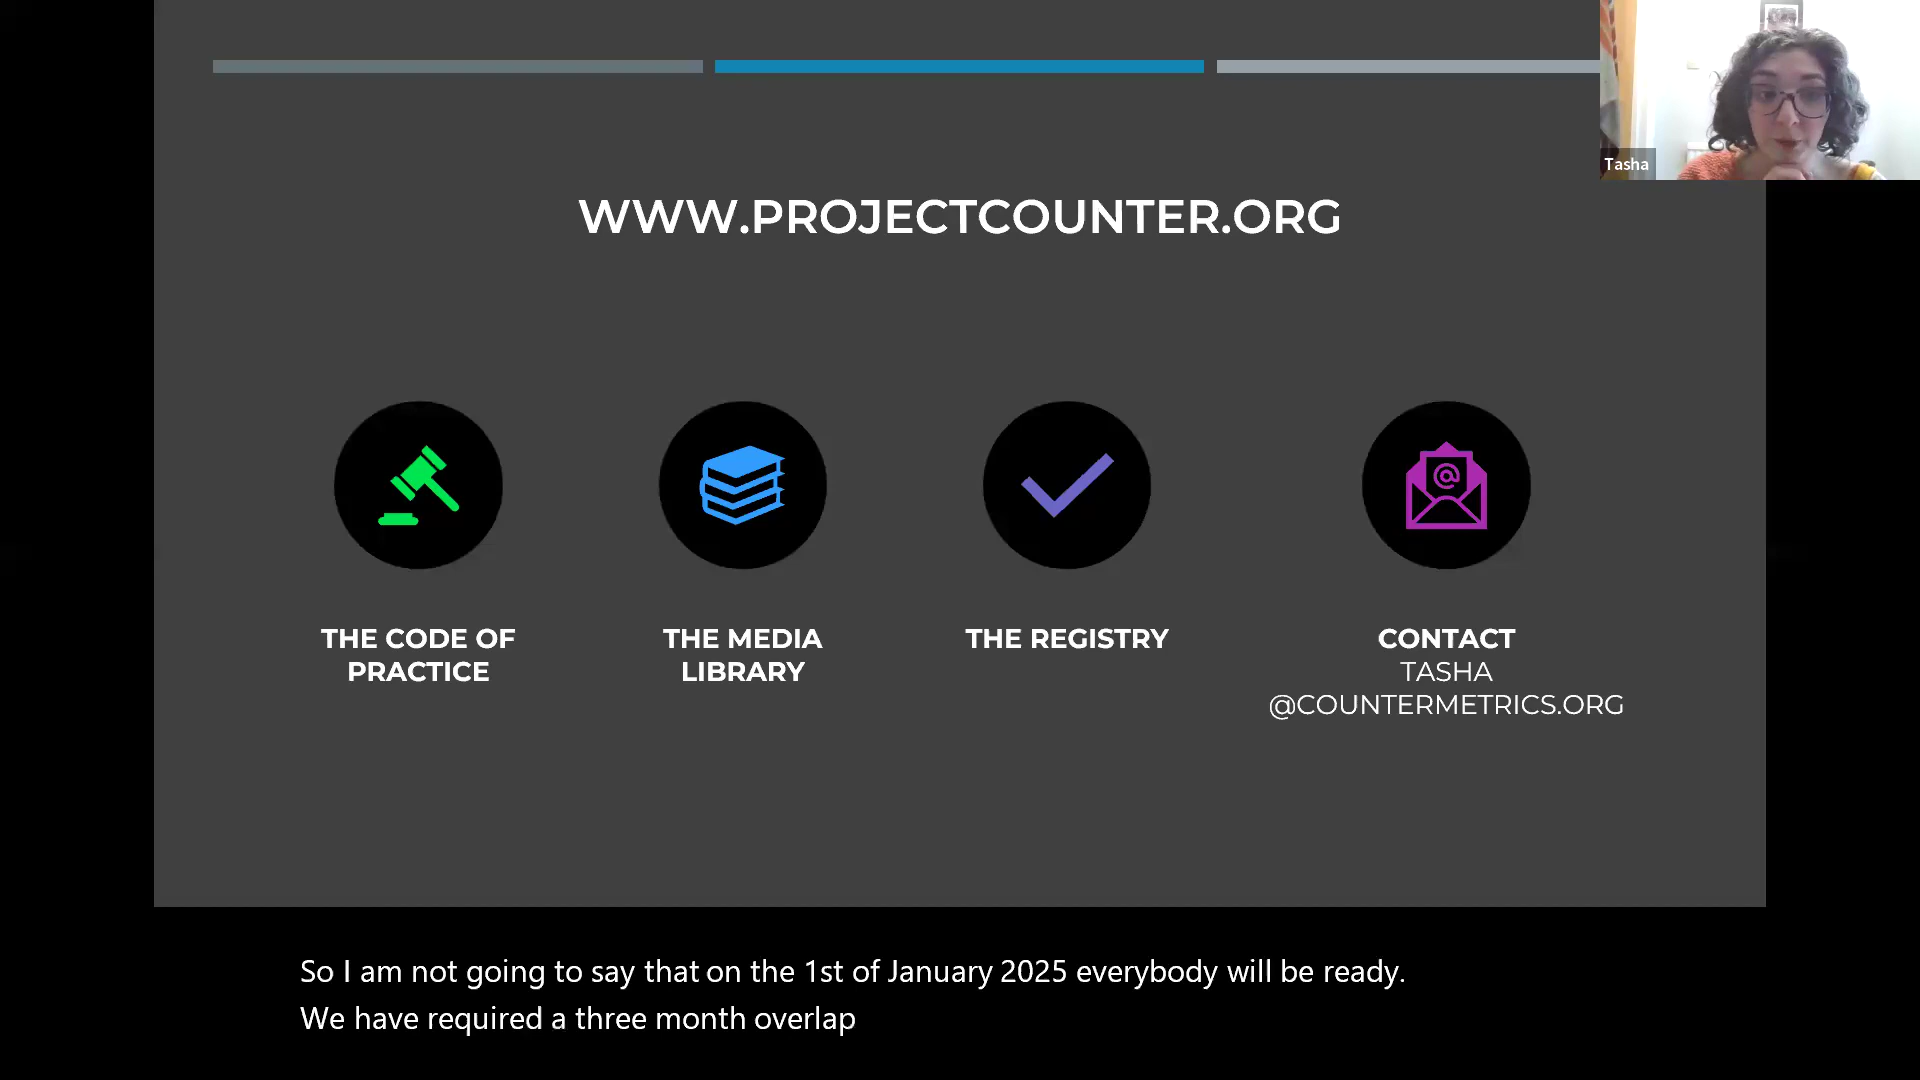 Tasha
WWW.PROJECTCOUNTER.ORG
THE CODE OF
PRACTICE
THE MEDIA
LIBRARY
THE REGISTRY
CONTACT
TASHA
@COUNTERMETRICS.ORG
So I am not going to say that on the 1st of January 2025 everybody will be ready.
We have required a three month overlap